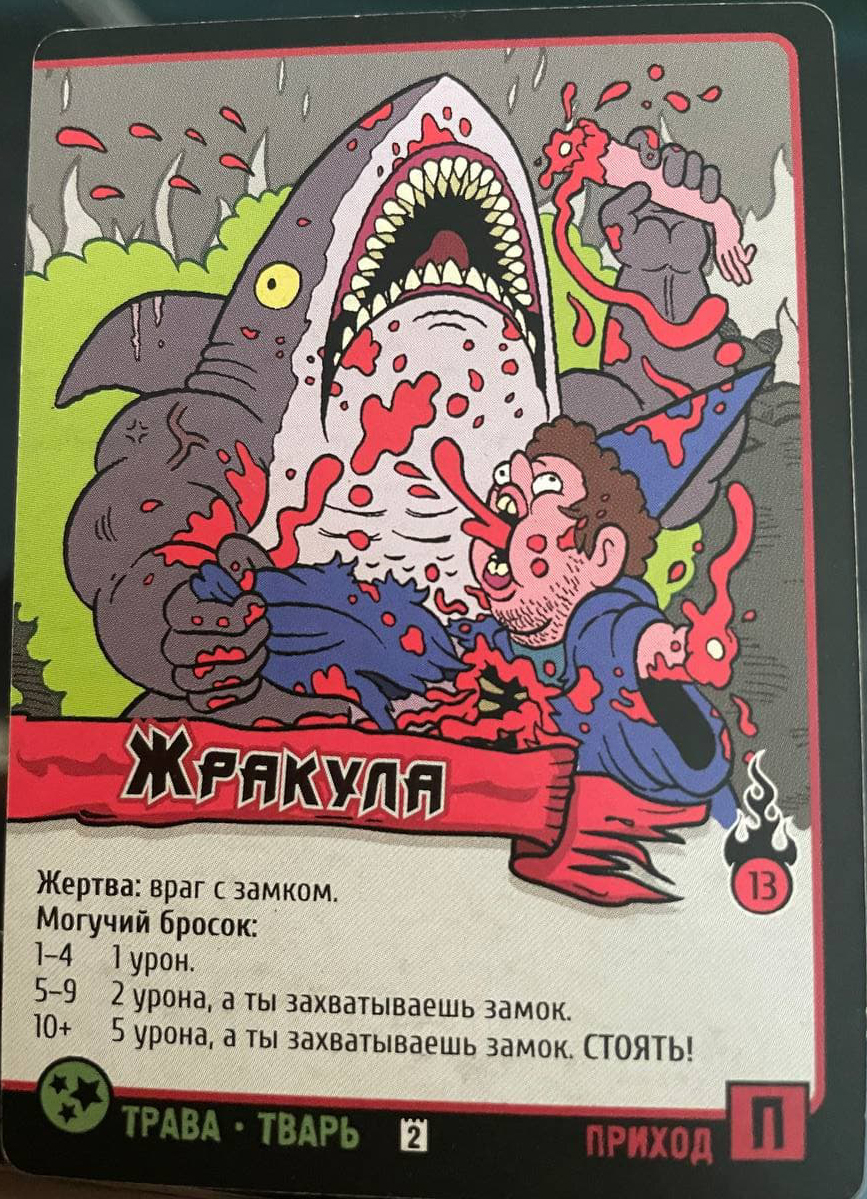 Жракула
13
Жертва: враг с замком.
Могучий бросок:
1–4 1 урон.
5–9 2 урона, а ты захватываешь замок.
10+ 5 урона, а ты захватываешь замок. СТОЯТЬ!
ТРАВА · ТВАРЬ 2 ПРИХОД П